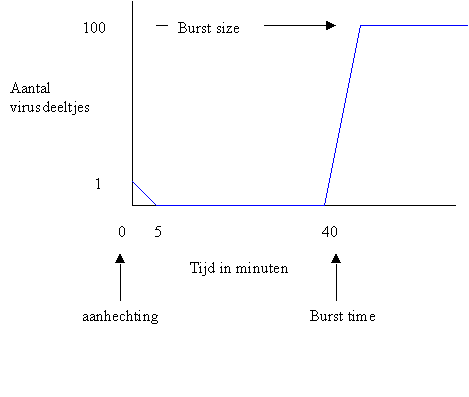 100
Burst size
Aantal
virusdeeltjes
1
0 5 40
Tijd in minuten
aanhechting
Burst time